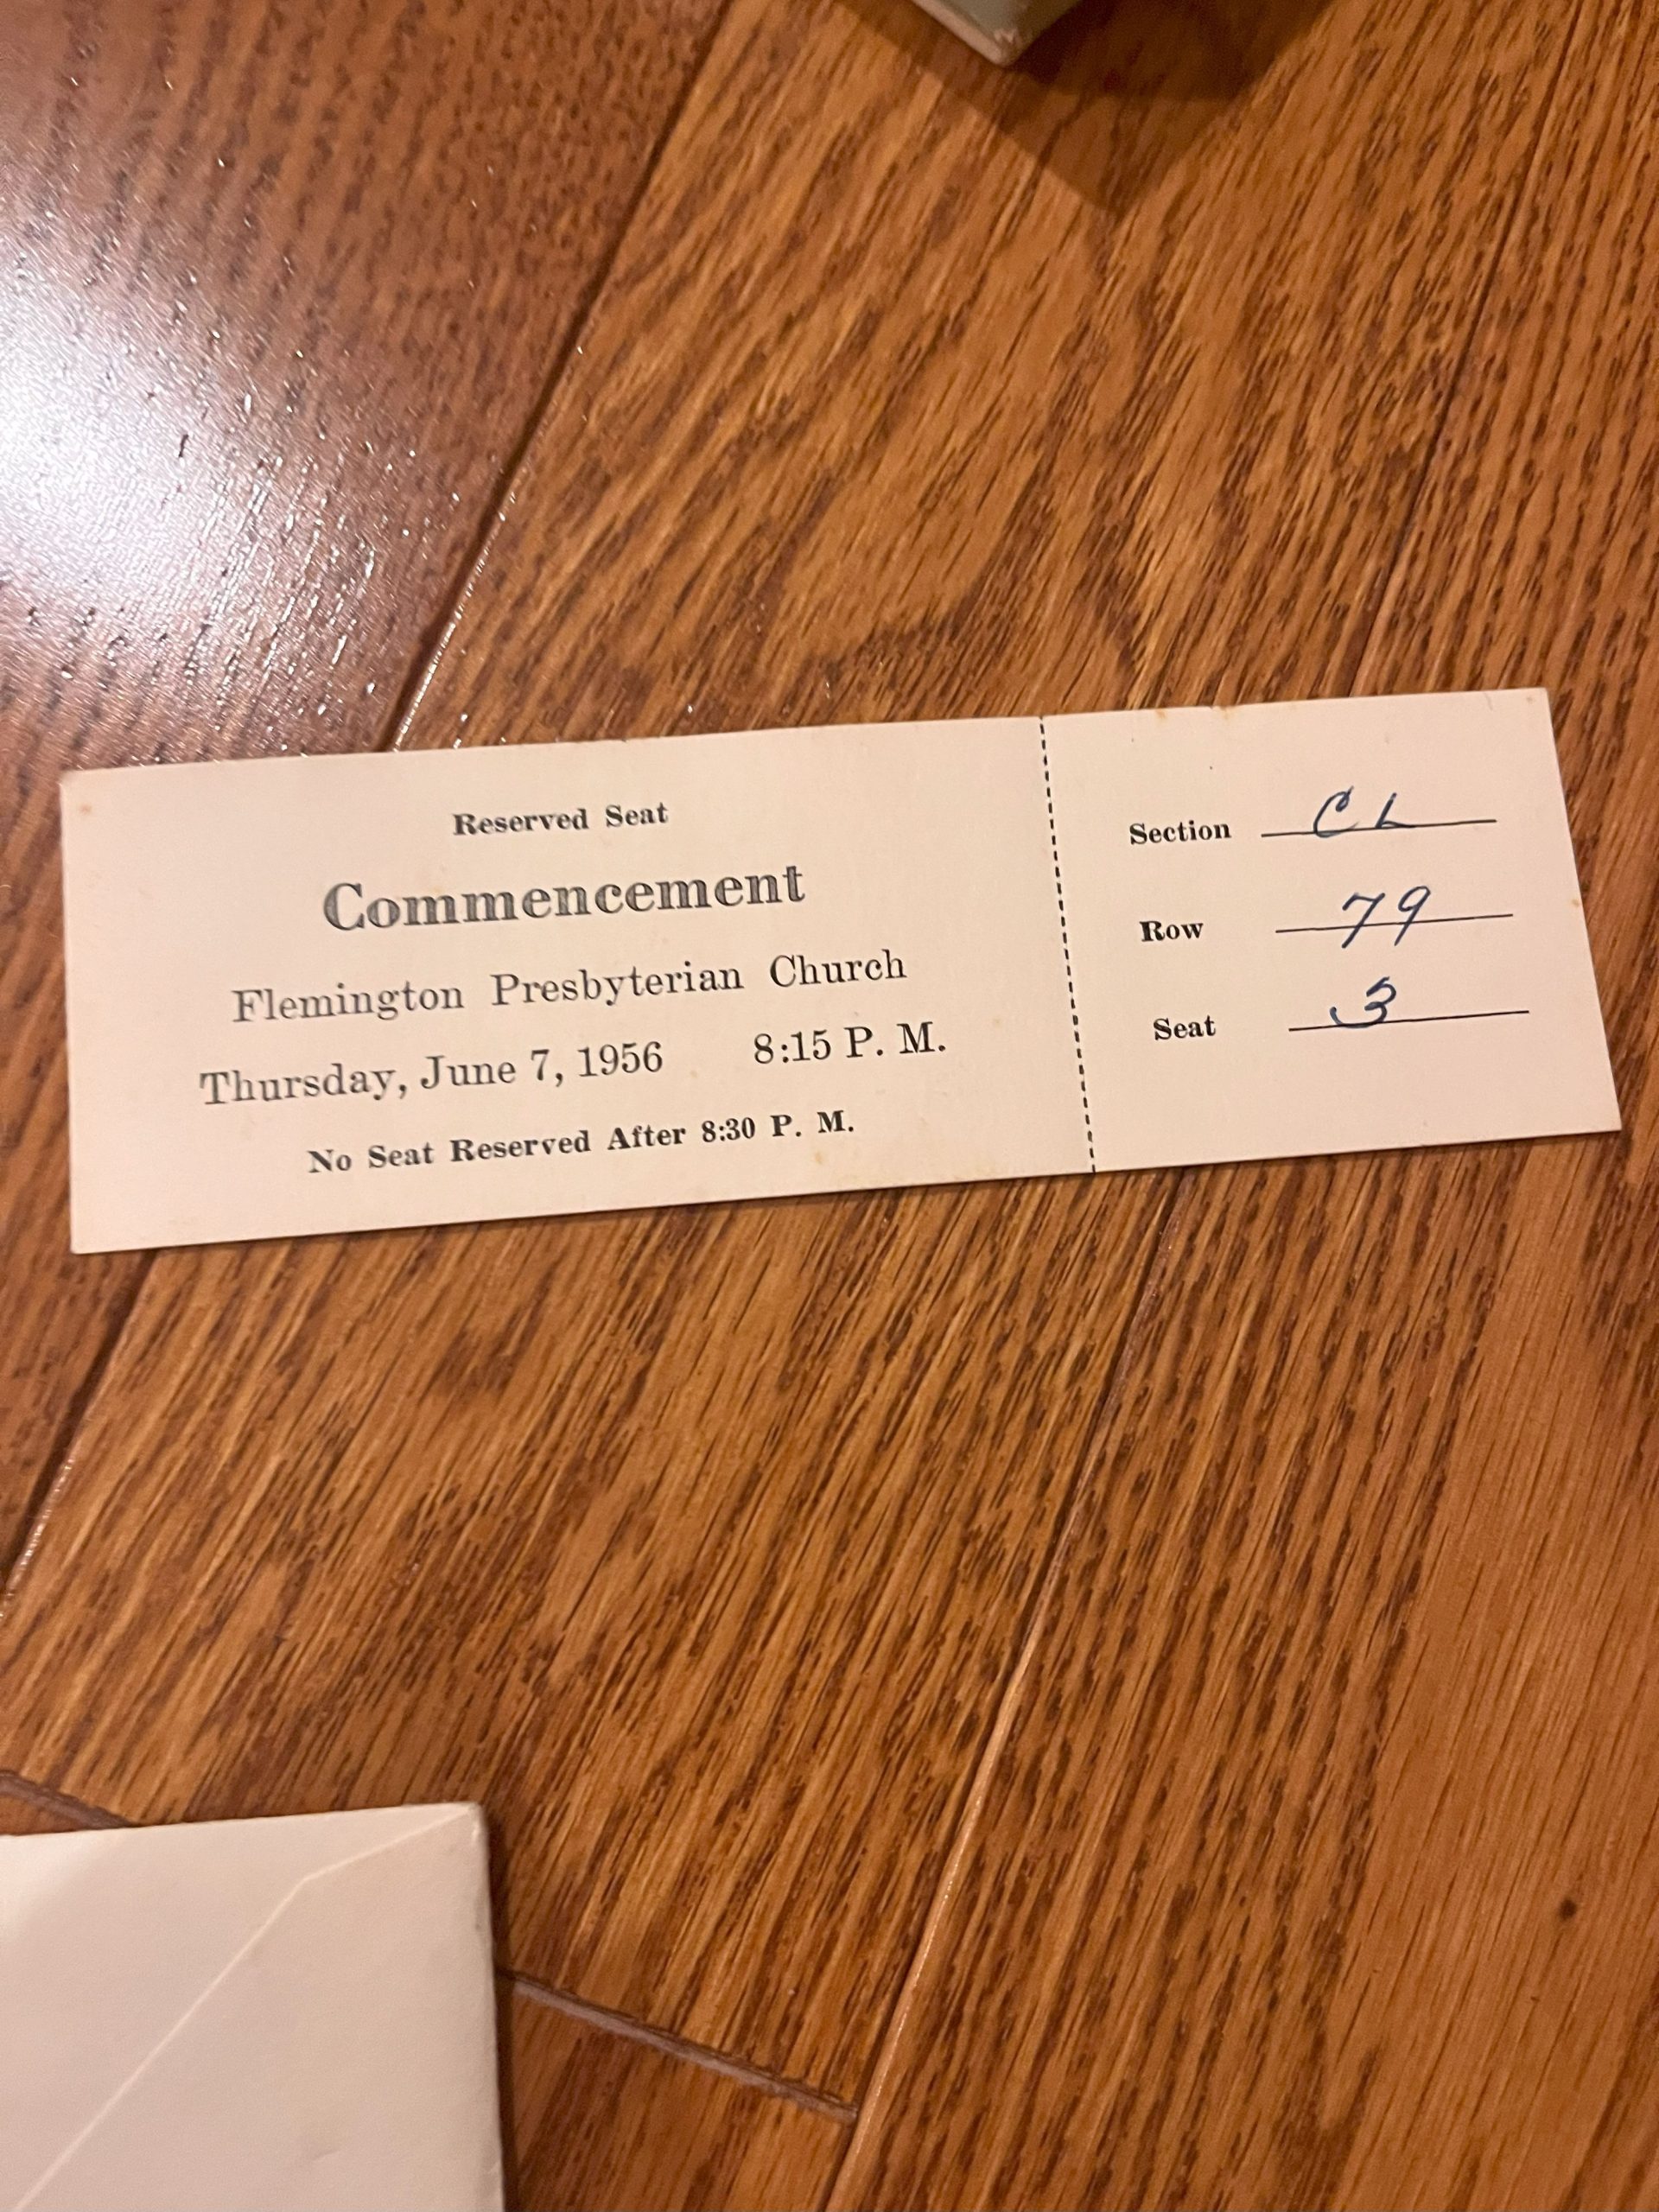 Reserved Seat
Commencement
Flemington Presbyterian Church
Thursday, June 7, 1956 8:15 P. M.
No Seat Reserved After 8:30 P. M.
Section CL
Row 79
Seat 3